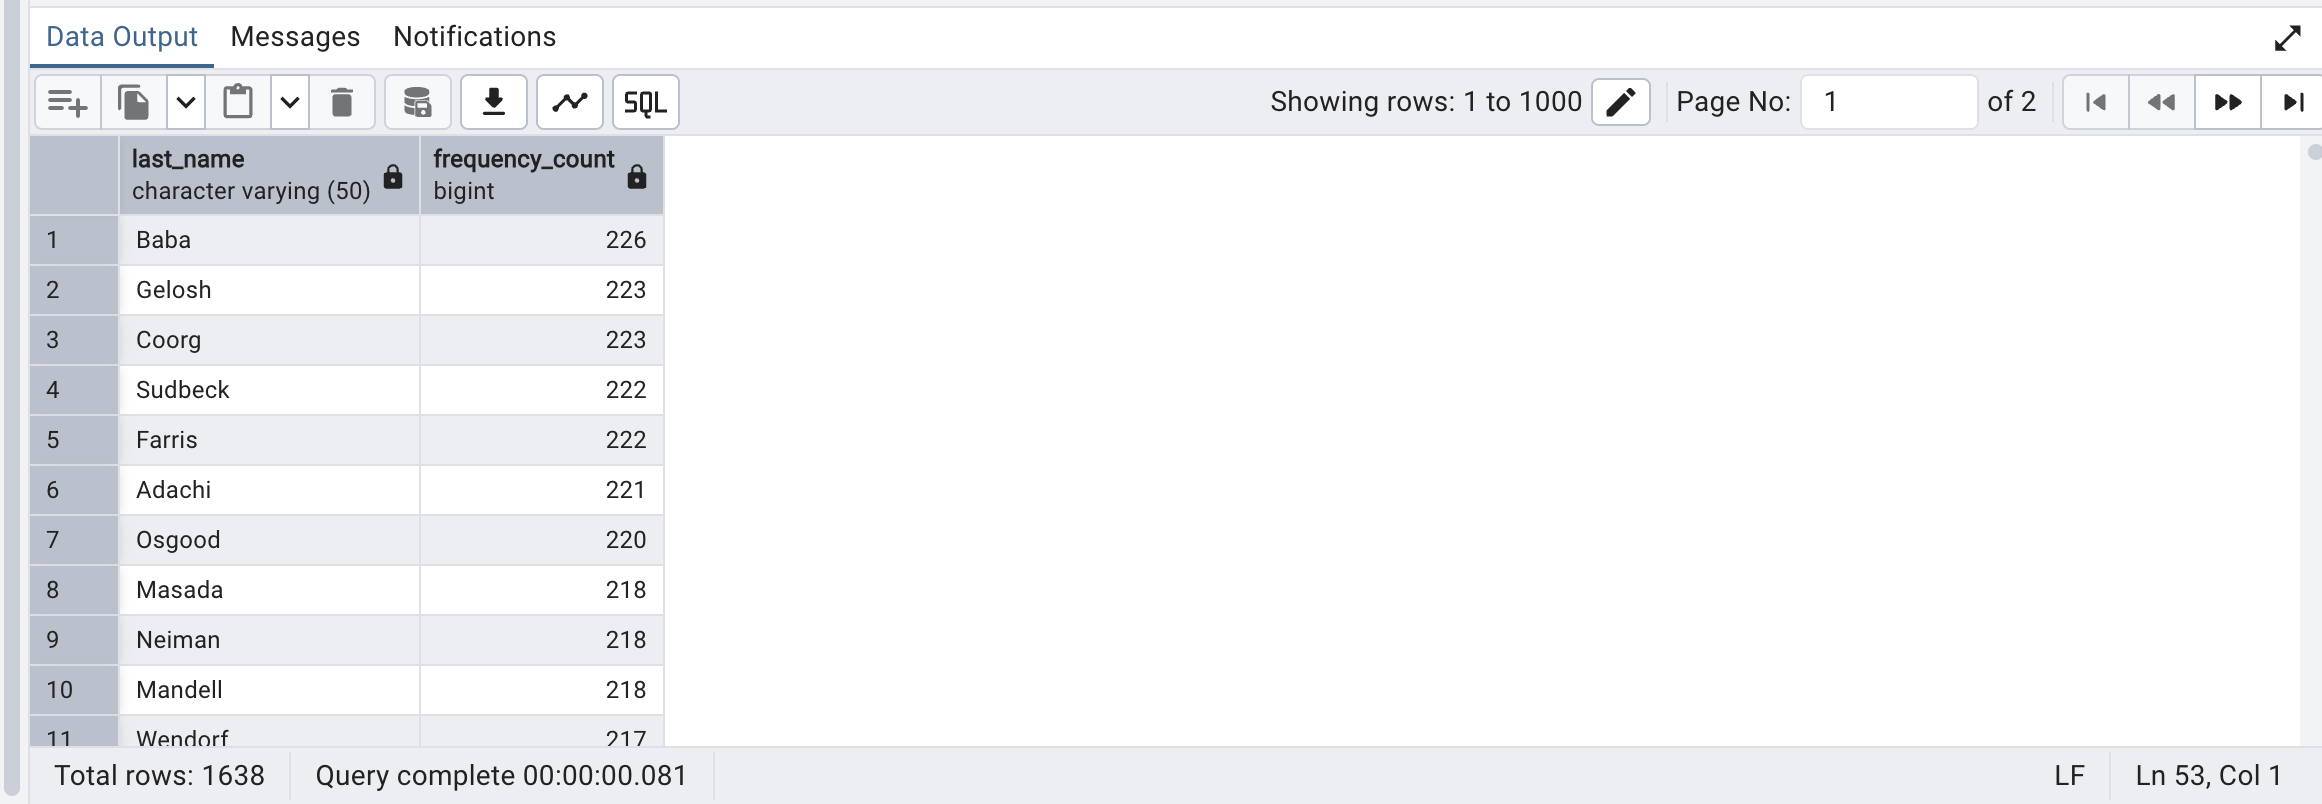 Data Output Messages Notifications
SQL Showing rows: 1 to 1000 Page No: 1 of 2
last_name frequency_count
character varying (50) bigint
1 Baba 226
2 Gelosh 223
3 Coorg 223
4 Sudbeck 222
5 Farris 222
6 Adachi 221
7 Osgood 220
8 Masada 218
9 Neiman 218
10 Mandell 218
11 Wendorf 217
Total rows: 1638 Query complete 00:00:00.081 LF Ln 53, Col 1